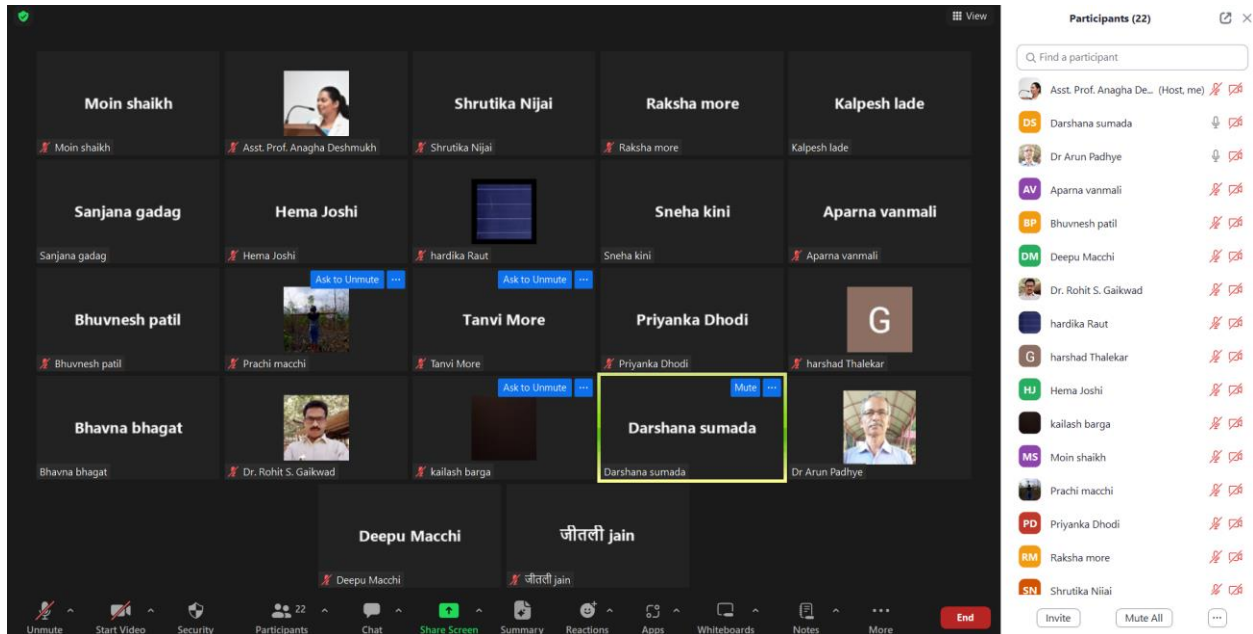 View
Moin shaikh
Moin shaikh
Asst. Prof. Anagha Deshmukh
Shrutika Nijai
Shrutika Nijai
Raksha more
Raksha more
Kalpesh lade
Kalpesh lade
Sanjana gadag
Sanjana gadag
Hema Joshi
Hema Joshi
hardika Raut
Sneha kini
Sneha kini
Aparna vanmali
Aparna vanmali
Bhuvnesh patil
Bhuvnesh patil
Ask to Unmute ...
Prachi macchi
Ask to Unmute ...
Tanvi More
Tanvi More
Priyanka Dhodi
Priyanka Dhodi
G
harshad Thalekar
Bhavna bhagat
Bhavna bhagat
Dr. Rohit S. Gaikwad
Ask to Unmute ...
kailash barga
Mute ...
Darshana sumada
Darshana sumada
Dr Arun Padhye
Deepu Macchi
Deepu Macchi
जीतली jain
जीतली jain
Unmute
Start Video
Security
22
Participants
Chat
Share Screen
Summary
Reactions
Apps
Whiteboards
Notes
More
End
Participants (22)
Find a participant
Asst. Prof. Anagha De... (Host, me)
DS Darshana sumada
Dr Arun Padhye
AV Aparna vanmali
BP Bhuvnesh patil
DM Deepu Macchi
Dr. Rohit S. Gaikwad
hardika Raut
G harshad Thalekar
HJ Hema Joshi
kailash barga
MS Moin shaikh
Prachi macchi
PD Priyanka Dhodi
RM Raksha more
SN Shrutika Nijai
Invite
Mute All
...